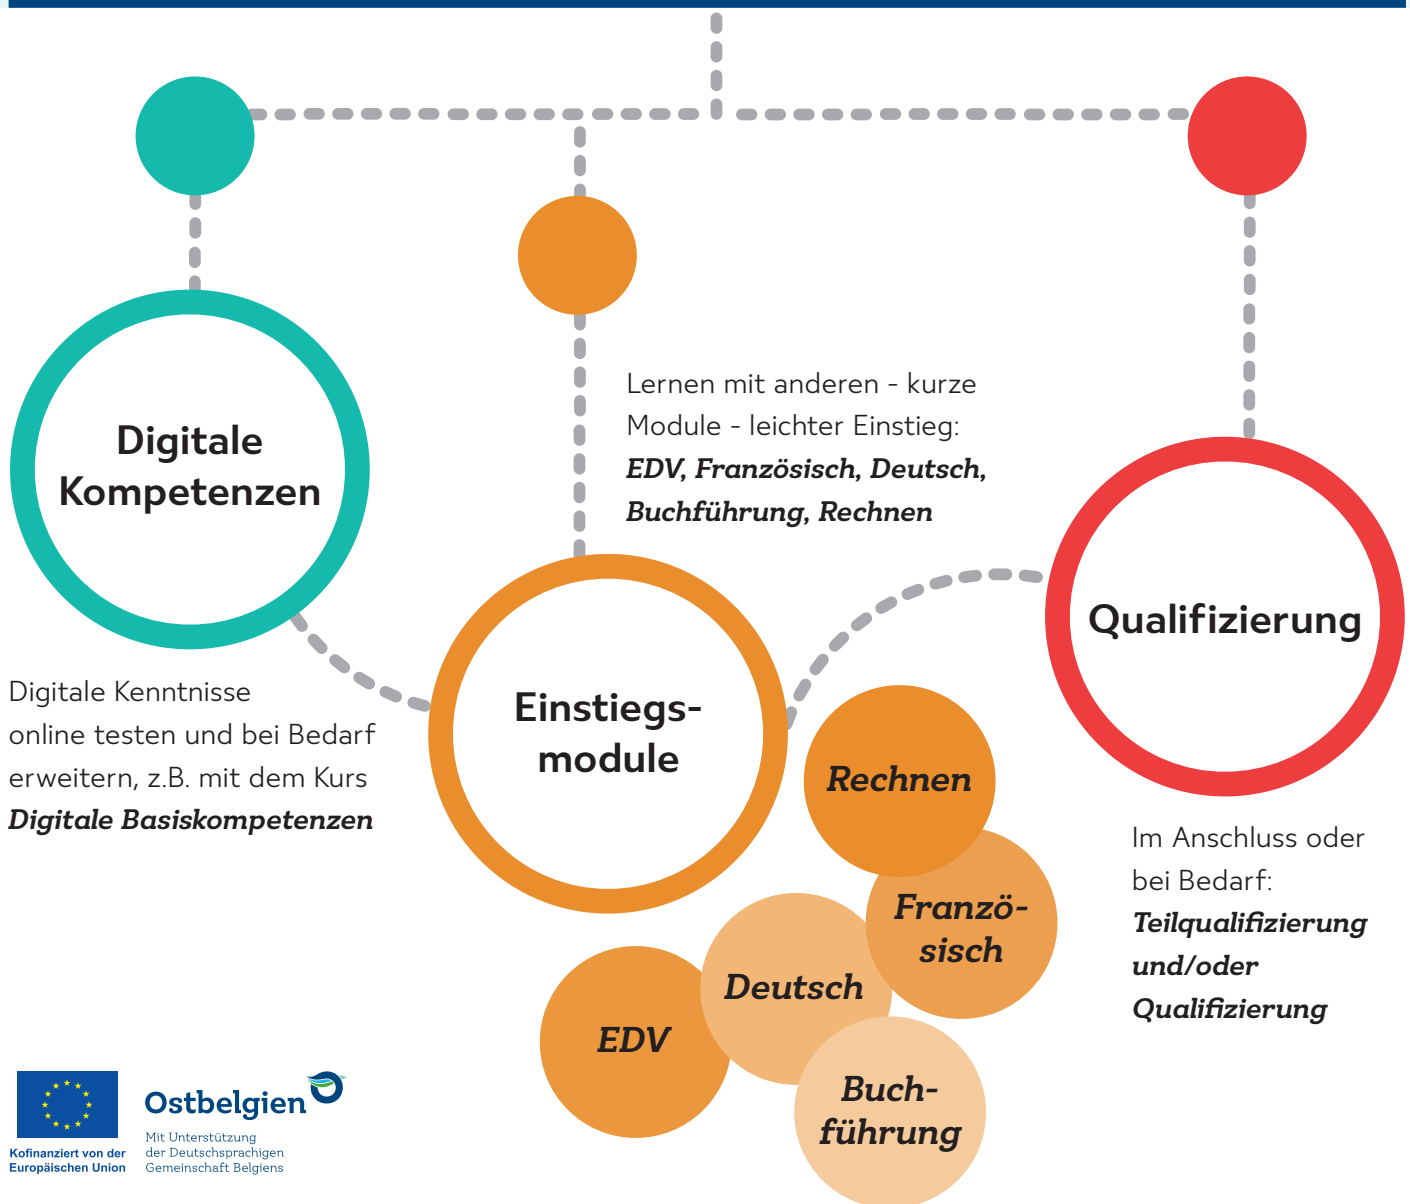 Digitale
Kompetenzen
Digitale Kenntnisse
online testen und bei Bedarf
erweitern, z.B. mit dem Kurs
Digitale Basiskompetenzen
Lernen mit anderen - kurze
Module - leichter Einstieg:
EDV, Französisch, Deutsch,
Buchführung, Rechnen
Einstiegs-
module
Rechnen
Franzö-
sisch
Deutsch
EDV
Buch-
führung
Qualifizierung
Im Anschluss oder
bei Bedarf:
Teilqualifizierung
und/oder
Qualifizierung
Kofinanziert von der
Europäischen Union
Ostbelgien
Mit Unterstützung
der Deutschsprachigen
Gemeinschaft Belgiens